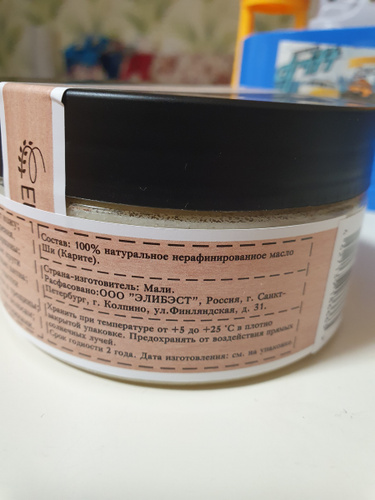 Состав: 100% натуральное нерафинированное масло
Ши (Карите).
Страна-изготовитель: Мали.
Расфасовано:ООО "ЭЛИБЭСТ", Россия, г. Санкт-
Петербург, г. Колпино, ул.Финляндская, д. 31.
Хранить при температуре от +5 до +25 °C в плотно
закрытой упаковке. Предохранять от воздействия прямых
солнечных лучей.
Срок годности 2 года. Дата изготовления: см. на упаковке